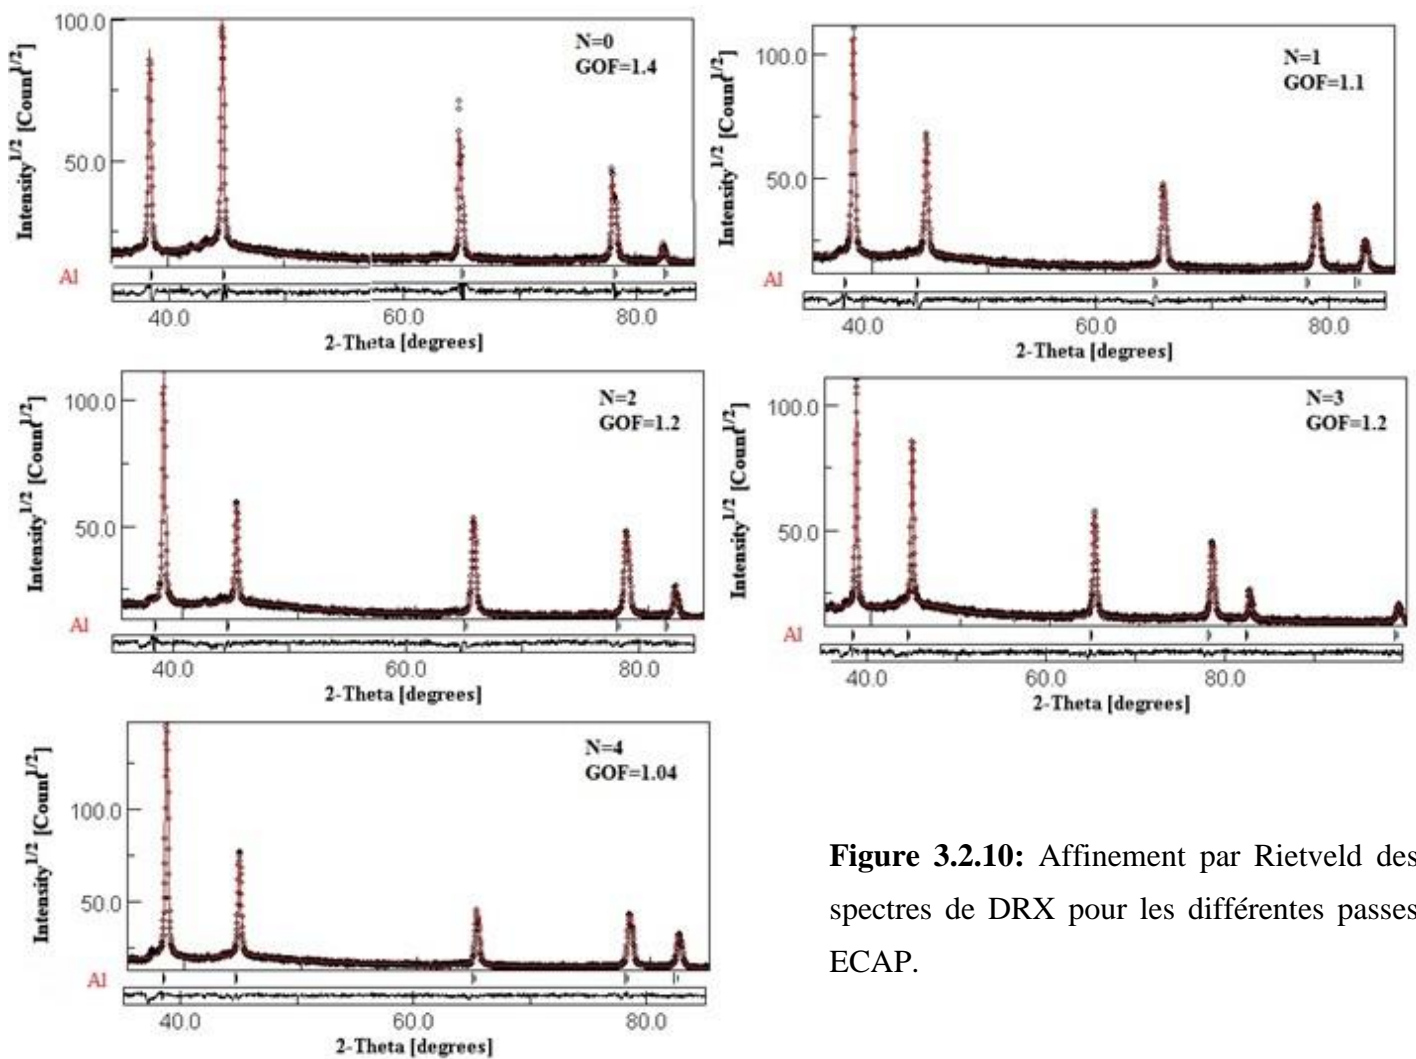 Intensity1/2 [Count1/2]
100.0
50.0
N=0
GOF=1.4
Al
40.0 60.0 80.0
2-Theta [degrees]
Intensity1/2 [Count1/2]
100.0
50.0
N=1
GOF=1.1
Al
40.0 60.0 80.0
2-Theta [degrees]
Intensity1/2 [Count1/2]
100.0
50.0
N=2
GOF=1.2
Al
40.0 60.0 80.0
2-Theta [degrees]
Intensity1/2 [Count1/2]
100.0
50.0
N=3
GOF=1.2
Al
40.0 60.0 80.0
2-Theta [degrees]
Intensity1/2 [Count1/2]
100.0
50.0
N=4
GOF=1.04
Al
40.0 60.0 80.0
2-Theta [degrees]
Figure 3.2.10: Affinement par Rietveld des
spectres de DRX pour les différentes passes
ECAP.